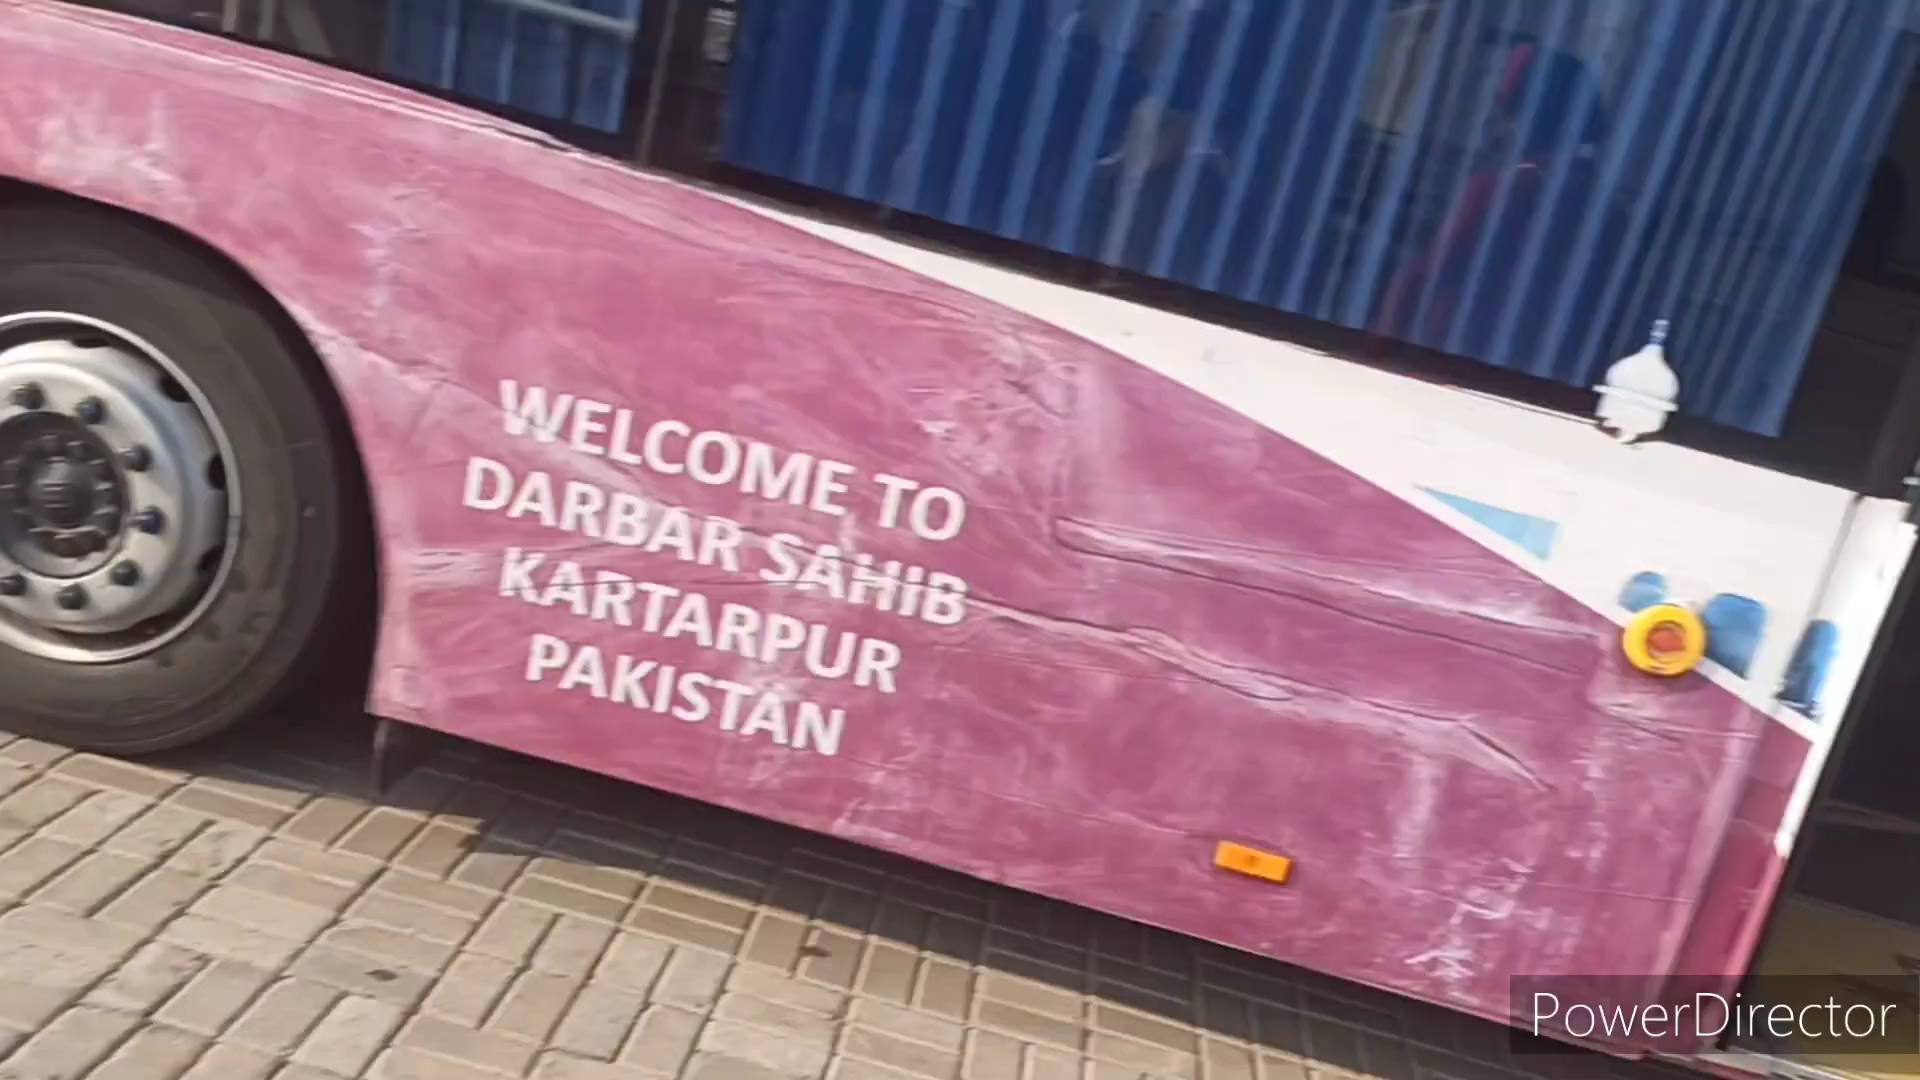 WELCOME TO
DARBAR SAHIB
KARTARPUR
PAKISTAN
PowerDirector